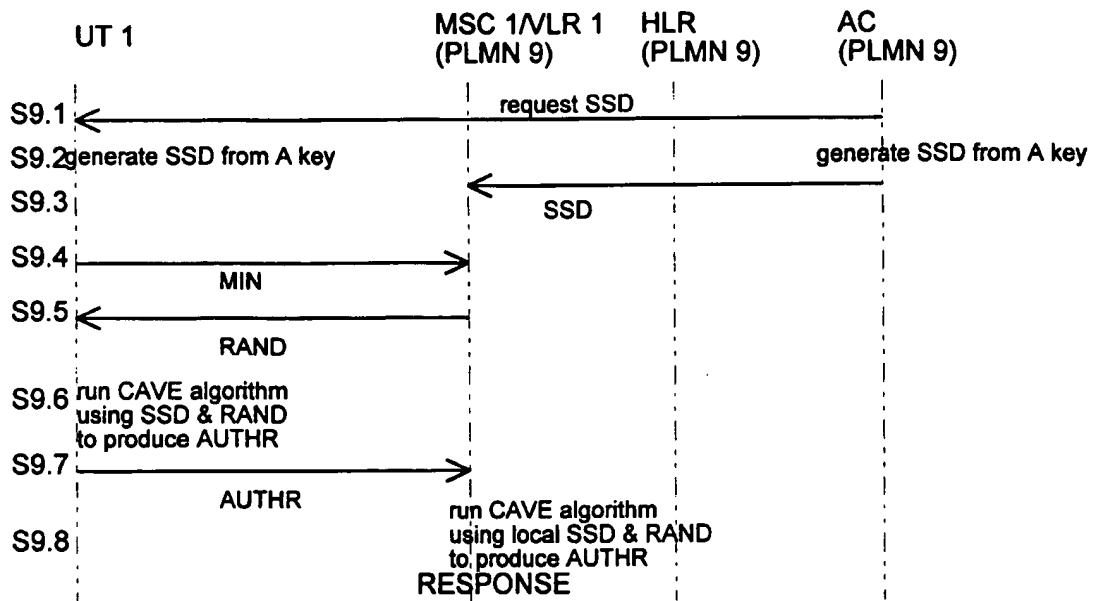 UT 1
MSC 1/VLR 1
(PLMN 9)
HLR
(PLMN 9)
AC
(PLMN 9)
S9.1
request SSD
S9.2
generate SSD from A key
generate SSD from A key
S9.3
SSD
S9.4
MIN
S9.5
RAND
S9.6
run CAVE algorithm
using SSD & RAND
to produce AUTHR
S9.7
AUTHR
S9.8
run CAVE algorithm
using local SSD & RAND
to produce AUTHR
RESPONSE